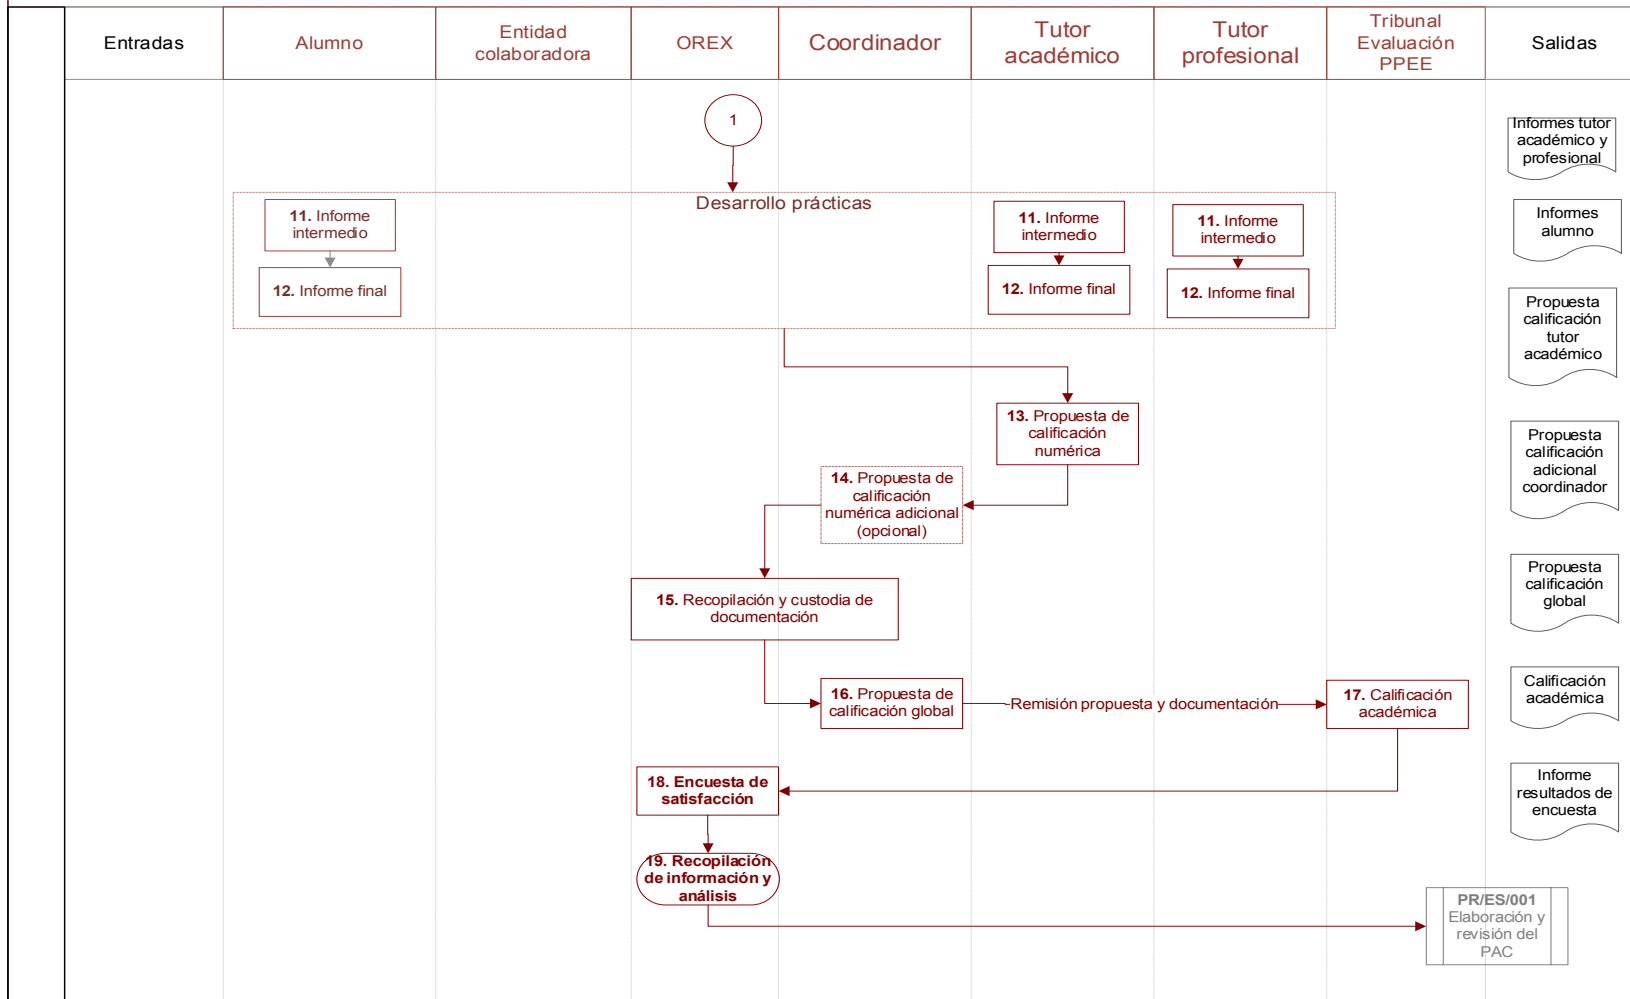 Entradas
Alumno
Entidad
colaboradora
OREX
Coordinador
Tutor
académico
Tutor
profesional
Tribunal
Evaluación
PPEE
Salidas
1
Informes tutor
académico y
profesional
Desarrollo prácticas
11. Informe
intermedio
12. Informe final
11. Informe
intermedio
12. Informe final
11. Informe
intermedio
12. Informe final
Informes
alumno
Propuesta
calificación
tutor
académico
13. Propuesta de
calificación
numérica
14. Propuesta de
calificación
numérica adicional
(opcional)
Propuesta
calificación
adicional
coordinador
15. Recopilación y custodia de
documentación
Propuesta
calificación
global
16. Propuesta de
calificación global
Remisión propuesta y documentación
17. Calificación
académica
Calificación
académica
18. Encuesta de
satisfacción
Informe
resultados de
encuesta
19. Recopilación
de información y
análisis
PR/ES/001
Elaboración y
revisión del
PAC